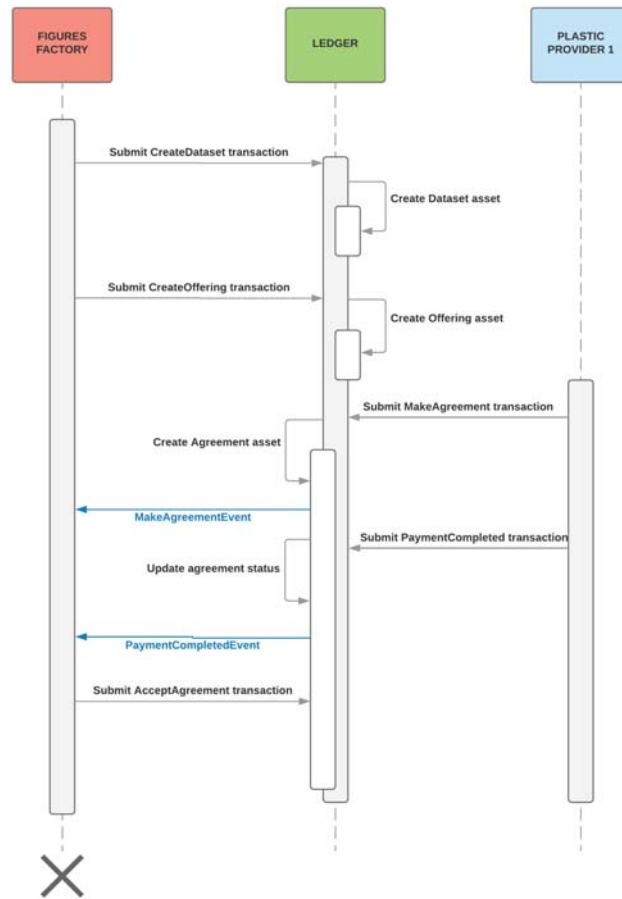 FIGURES
FACTORY
LEDGER
PLASTIC
PROVIDER 1
Submit CreateDataset transaction
Create Dataset asset
Submit CreateOffering transaction
Create Offering asset
Submit MakeAgreement transaction
Create Agreement asset
MakeAgreementEvent
Submit PaymentCompleted transaction
Update agreement status
PaymentCompletedEvent
Submit AcceptAgreement transaction